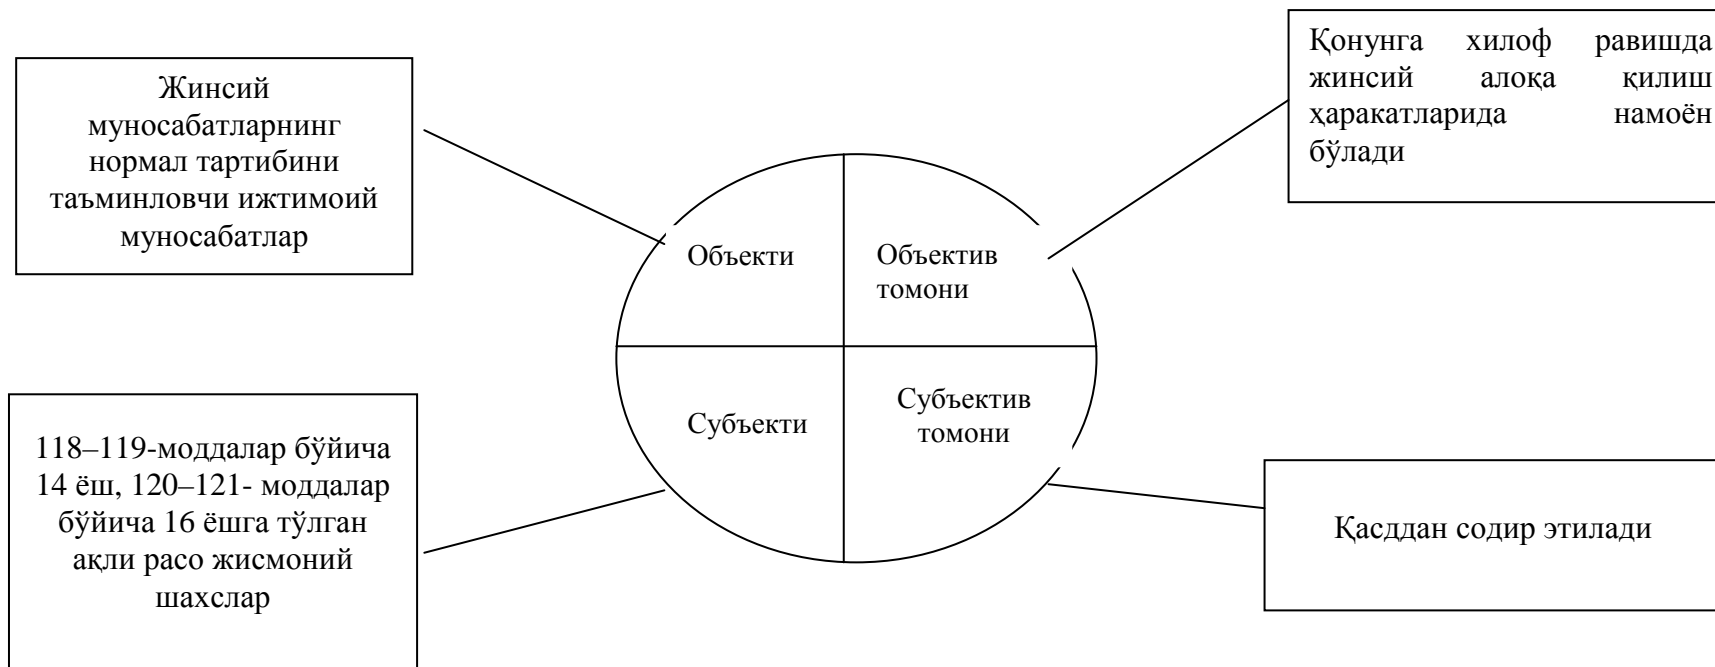 Жинсий
муносабатларнинг
нормал тартибини
таъминловчи ижтимоий
муносабатлар
Қонунга хилоф равишда
жинсий алоқа қилиш
ҳаракатларида намоён
бўлади
Объекти
Объектив
томони
Субъекти
Субъектив
томони
118–119-моддалар бўйича
14 ёш, 120–121- моддалар
бўйича 16 ёшга тўлган
ақли расо жисмоний
шахслар
Қасддан содир этилади